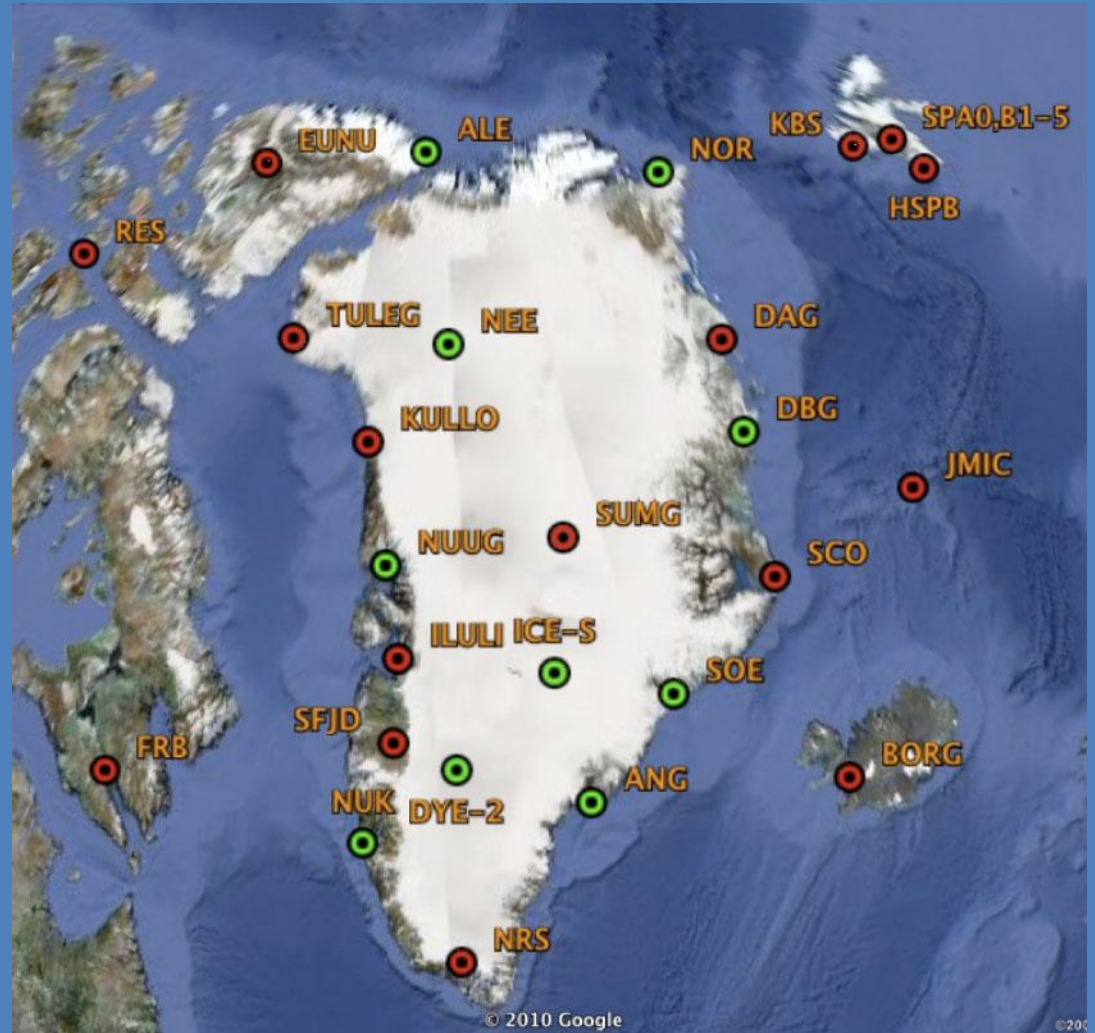 ALE
EUNU
KBS
SPA0,B1-5
NOR
HSPB
RES
TULEG
NEE
DAG
KULLO
DBG
JMIC
NUUG
SUMG
SCO
ILULI
ICE-S
SOE
SFJD
FRB
BORG
ANG
NUK
DYE-2
NRS
© 2010 Google